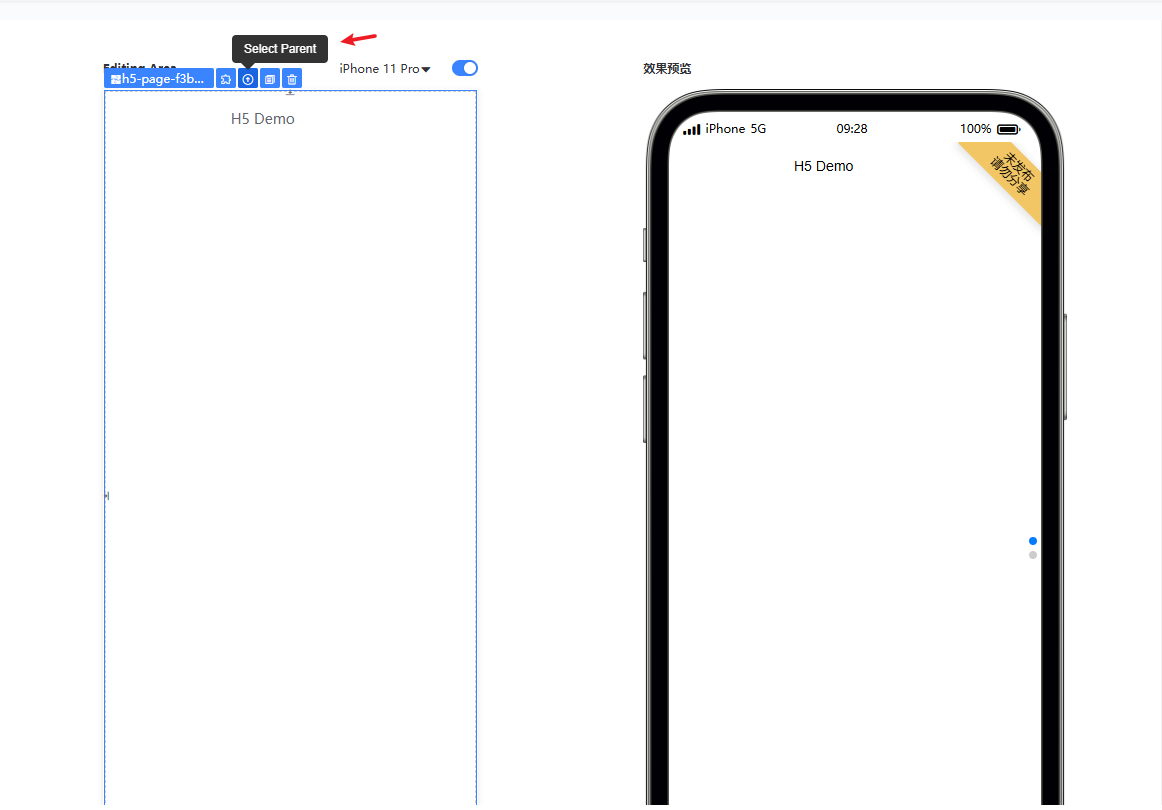 Select Parent
Editing Area
iPhone 11 Pro
h5-page-f3b...
H5 Demo
效果预览
iPhone 5G
09:28
100%
H5 Demo
未发布
请勿分享